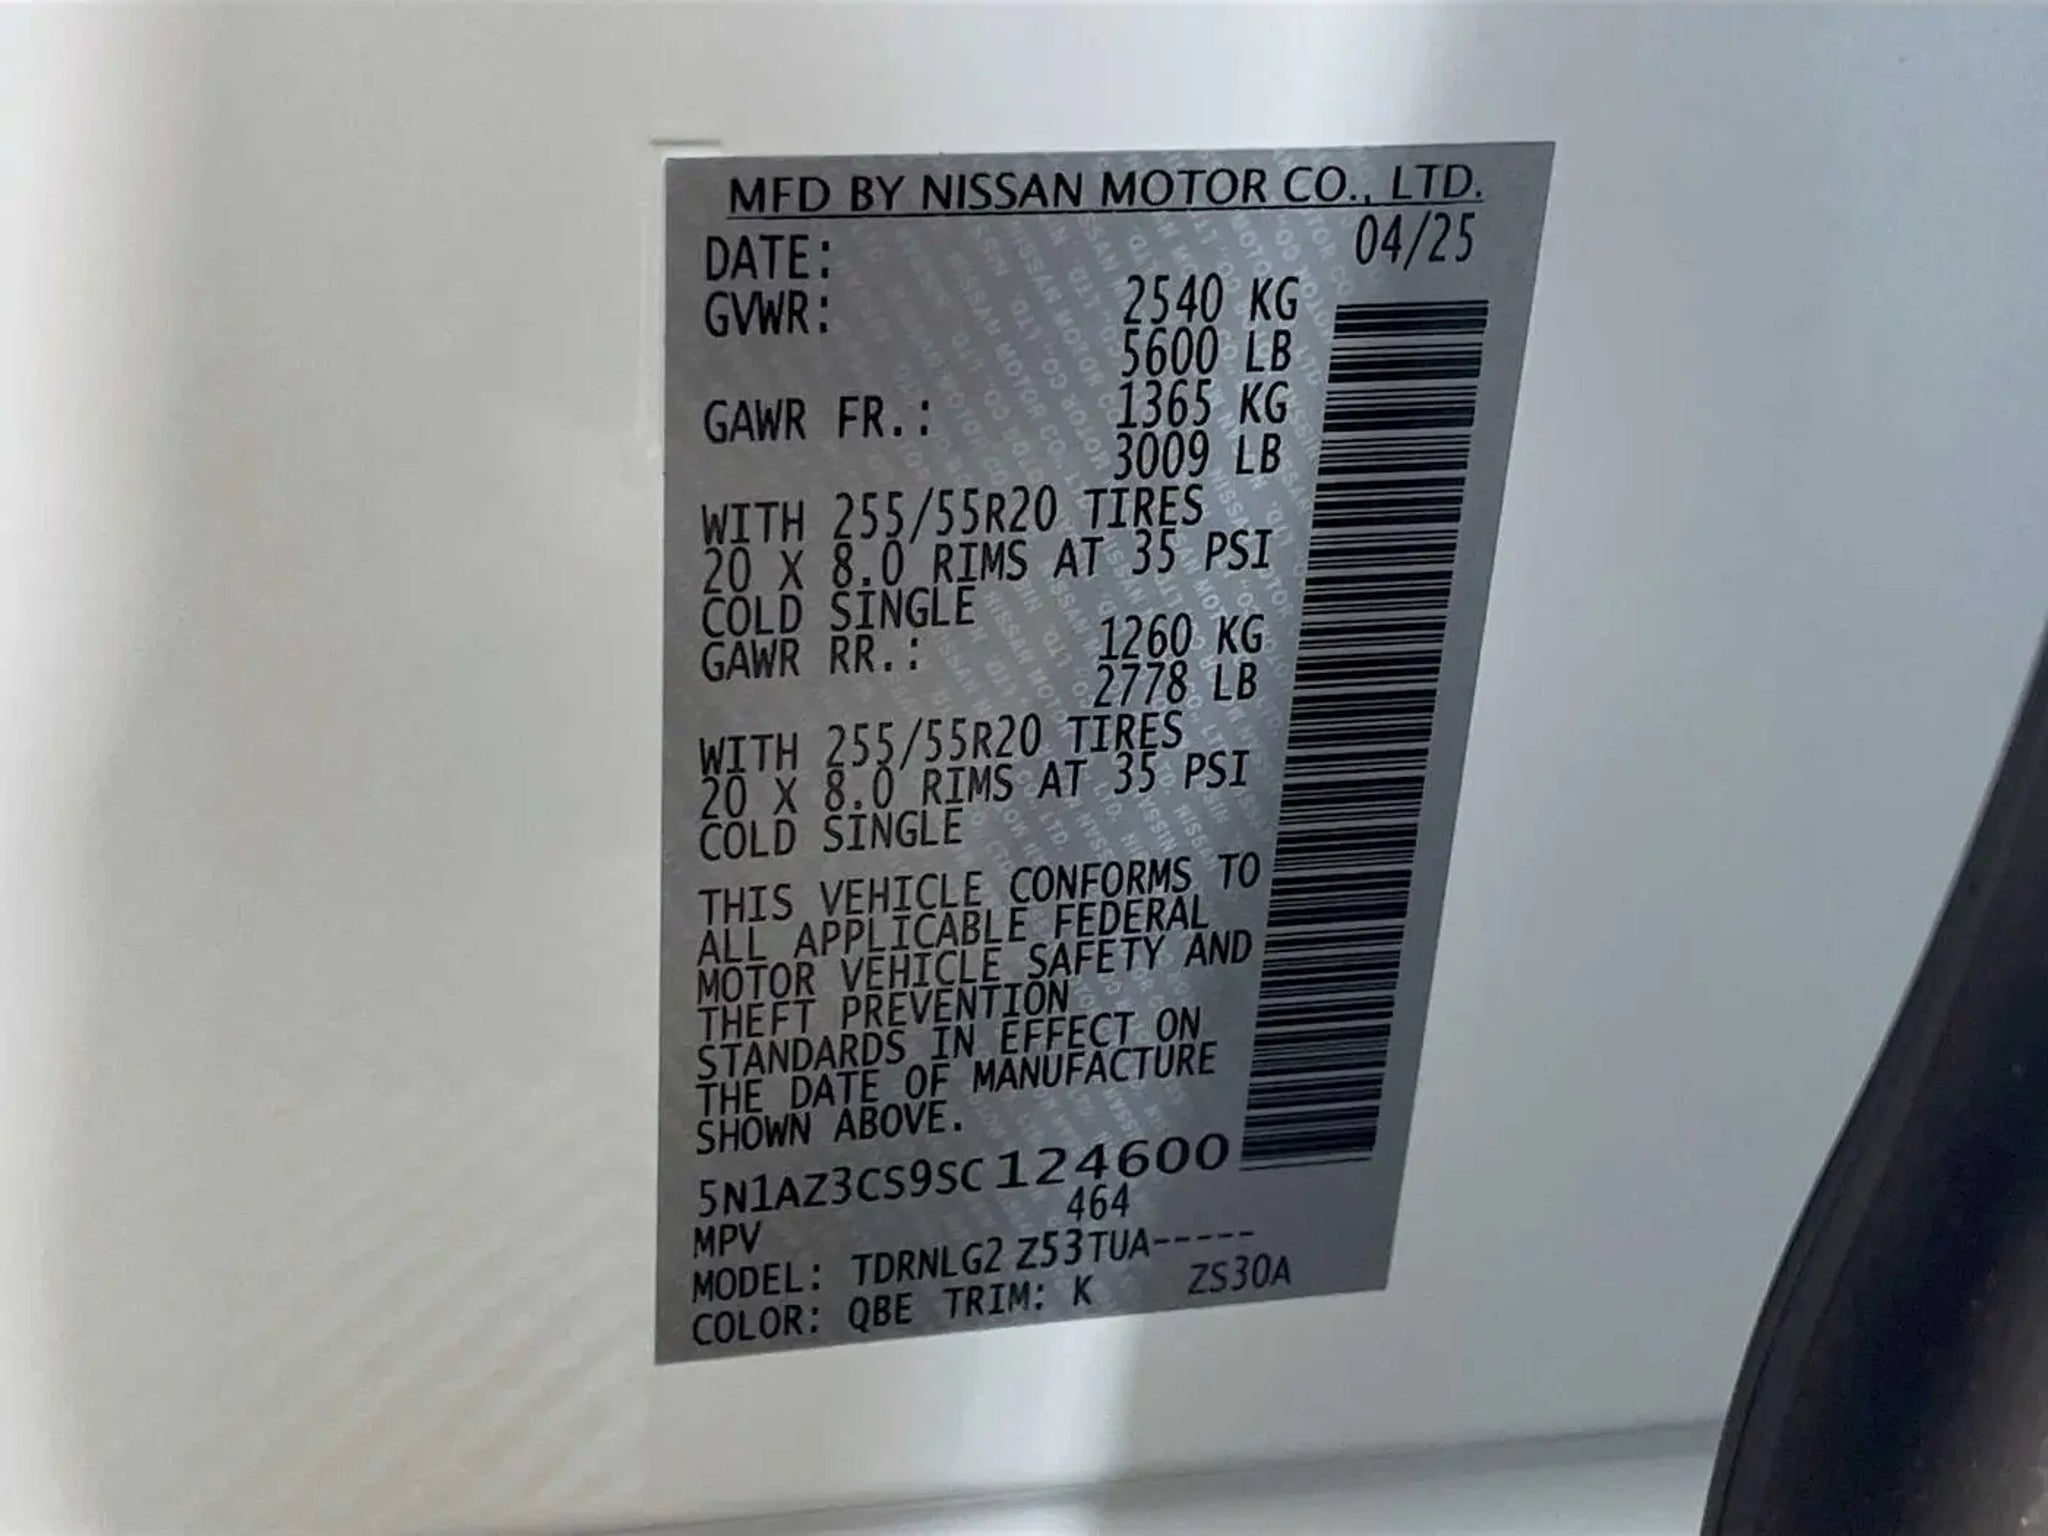 MFD BY NISSAN MOTOR CO., LTD.
DATE: 04/25
GVWR: 2540 KG
5600 LB
GAWR FR.: 1365 KG
3009 LB
WITH 255/55R20 TIRES
20 X 8.0 RIMS AT 35 PSI
COLD SINGLE
GAWR RR.: 1260 KG
2778 LB
WITH 255/55R20 TIRES
20 X 8.0 RIMS AT 35 PSI
COLD SINGLE
THIS VEHICLE CONFORMS TO
ALL APPLICABLE FEDERAL
MOTOR VEHICLE SAFETY AND
THEFT PREVENTION
STANDARDS IN EFFECT ON
THE DATE OF MANUFACTURE
SHOWN ABOVE.
5N1AZ3CS9SC124600
MPV 464
MODEL: TDRNLG2 Z53TUA-----
COLOR: QBE TRIM: K ZS30A